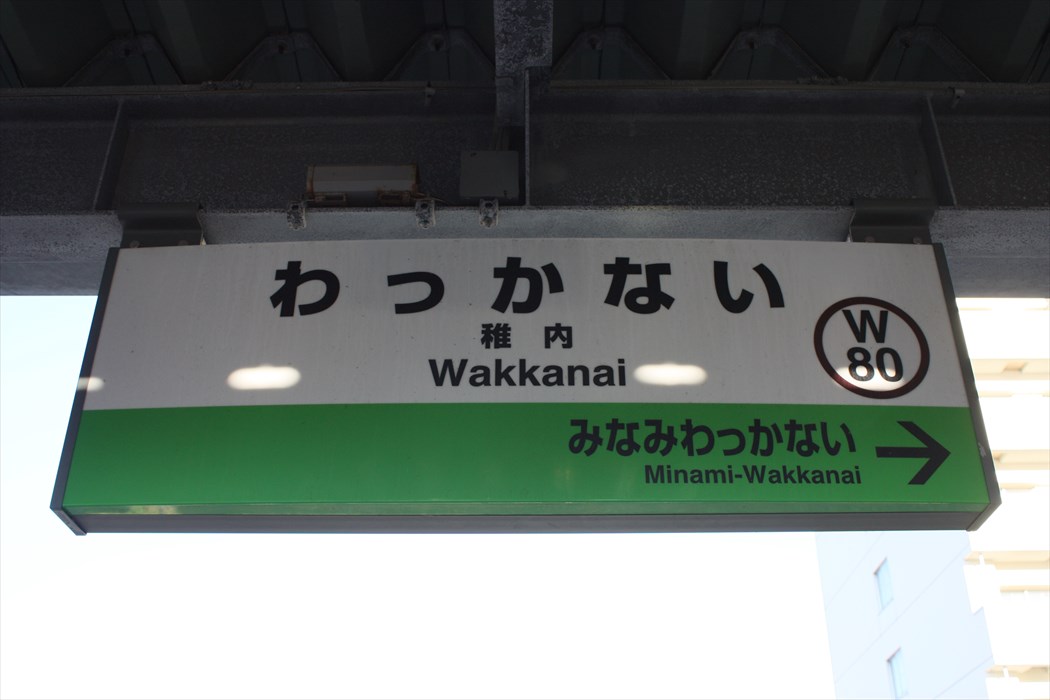 わっかない
稚内
Wakkanai
W
80
みなみわっかない
Minami-Wakkanai
→